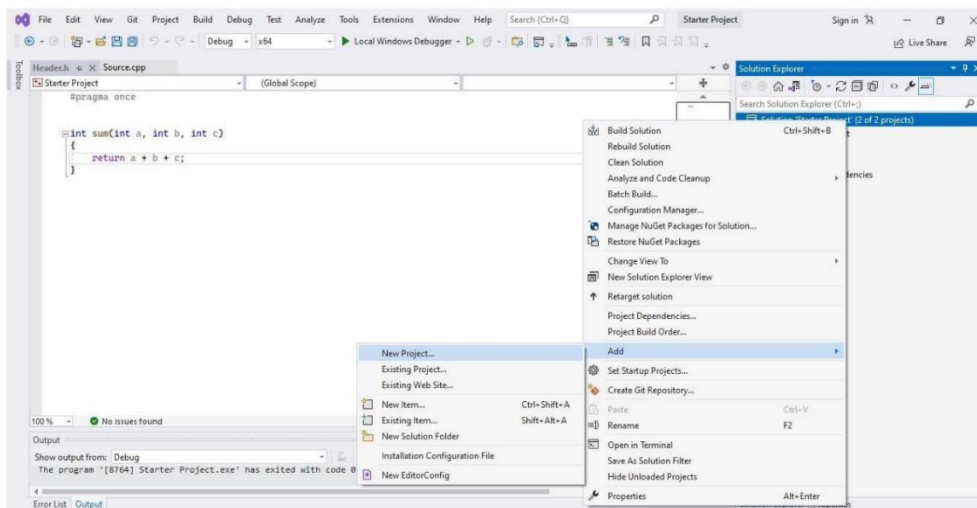 File Edit View Git Project Build Debug Test Analyze Tools Extensions Window Help Search (Ctrl+Q) Starter Project Sign in
Debug x64 Local Windows Debugger Live Share
Toolbox
Header.h Source.cpp
Starter Project (Global Scope)
#pragma once
int sum(int a, int b, int c)
{
return a + b + c;
}
100 % No issues found
Output
Show output from: Debug
The program '[8764] Starter Project.exe' has exited with code 0
Error List Output
Solution Explorer
Search Solution Explorer (Ctrl+;)
Solution 'Starter Project' (2 of 2 projects)
Build Solution Ctrl+Shift+B
Rebuild Solution
Clean Solution
Analyze and Code Cleanup
Batch Build...
Configuration Manager...
Manage NuGet Packages for Solution...
Restore NuGet Packages
Change View To
New Solution Explorer View
Retarget solution
Project Dependencies...
Project Build Order...
Add
Set Startup Projects...
Create Git Repository...
Paste Ctrl+V
Rename F2
Open in Terminal
Save As Solution Filter
Hide Unloaded Projects
Properties Alt+Enter
New Project...
Existing Project...
Existing Web Site...
New Item... Ctrl+Shift+A
Existing Item... Shift+Alt+A
New Solution Folder
Installation Configuration File
New EditorConfig